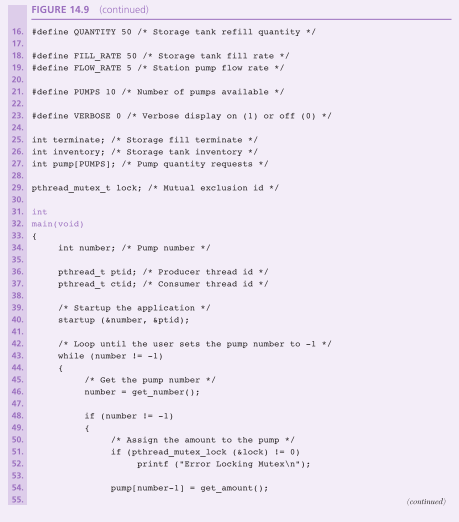 FIGURE 14.9 (continued)
16. #define QUANTITY 50 /* Storage tank refill quantity */
17.
18. #define FILL_RATE 50 /* Storage tank fill rate */
19. #define FLOW_RATE 5 /* Station pump flow rate */
20.
21. #define PUMPS 10 /* Number of pumps available */
22.
23. #define VERBOSE 0 /* Verbose display on (1) or off (0) */
24.
25. int terminate; /* Storage fill terminate */
26. int inventory; /* Storage tank inventory */
27. int pump[PUMPS]; /* Pump quantity requests */
28.
29. pthread_mutex_t lock; /* Mutual exclusion id */
30.
31. int
32. main(void)
33. {
34. int number; /* Pump number */
35.
36. pthread_t ptid; /* Producer thread id */
37. pthread_t ctid; /* Consumer thread id */
38.
39. /* Startup the application */
40. startup (&number, &ptid);
41.
42. /* Loop until the user sets the pump number to -1 */
43. while (number != -1)
44. {
45. /* Get the pump number */
46. number = get_number();
47.
48. if (number != -1)
49. {
50. /* Assign the amount to the pump */
51. if (pthread_mutex_lock (&lock) != 0)
52. printf ("Error Locking Mutex\n");
53.
54. pump[number-1] = get_amount();
55.
(continued)